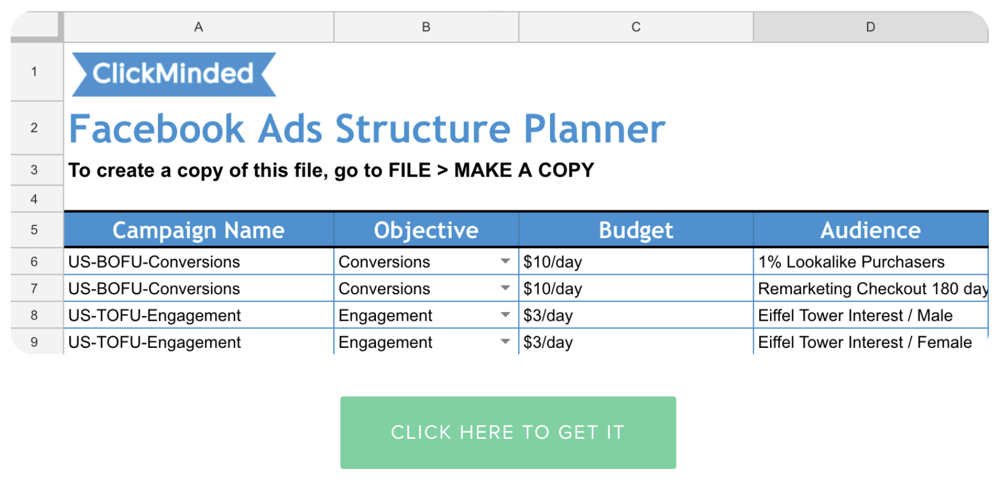 A B C D
1 ClickMinded
2 Facebook Ads Structure Planner
3 To create a copy of this file, go to FILE > MAKE A COPY
4
5 Campaign Name Objective Budget Audience
6 US-BOFU-Conversions Conversions $10/day 1% Lookalike Purchasers
7 US-BOFU-Conversions Conversions $10/day Remarketing Checkout 180 day
8 US-TOFU-Engagement Engagement $3/day Eiffel Tower Interest / Male
9 US-TOFU-Engagement Engagement $3/day Eiffel Tower Interest / Female
CLICK HERE TO GET IT